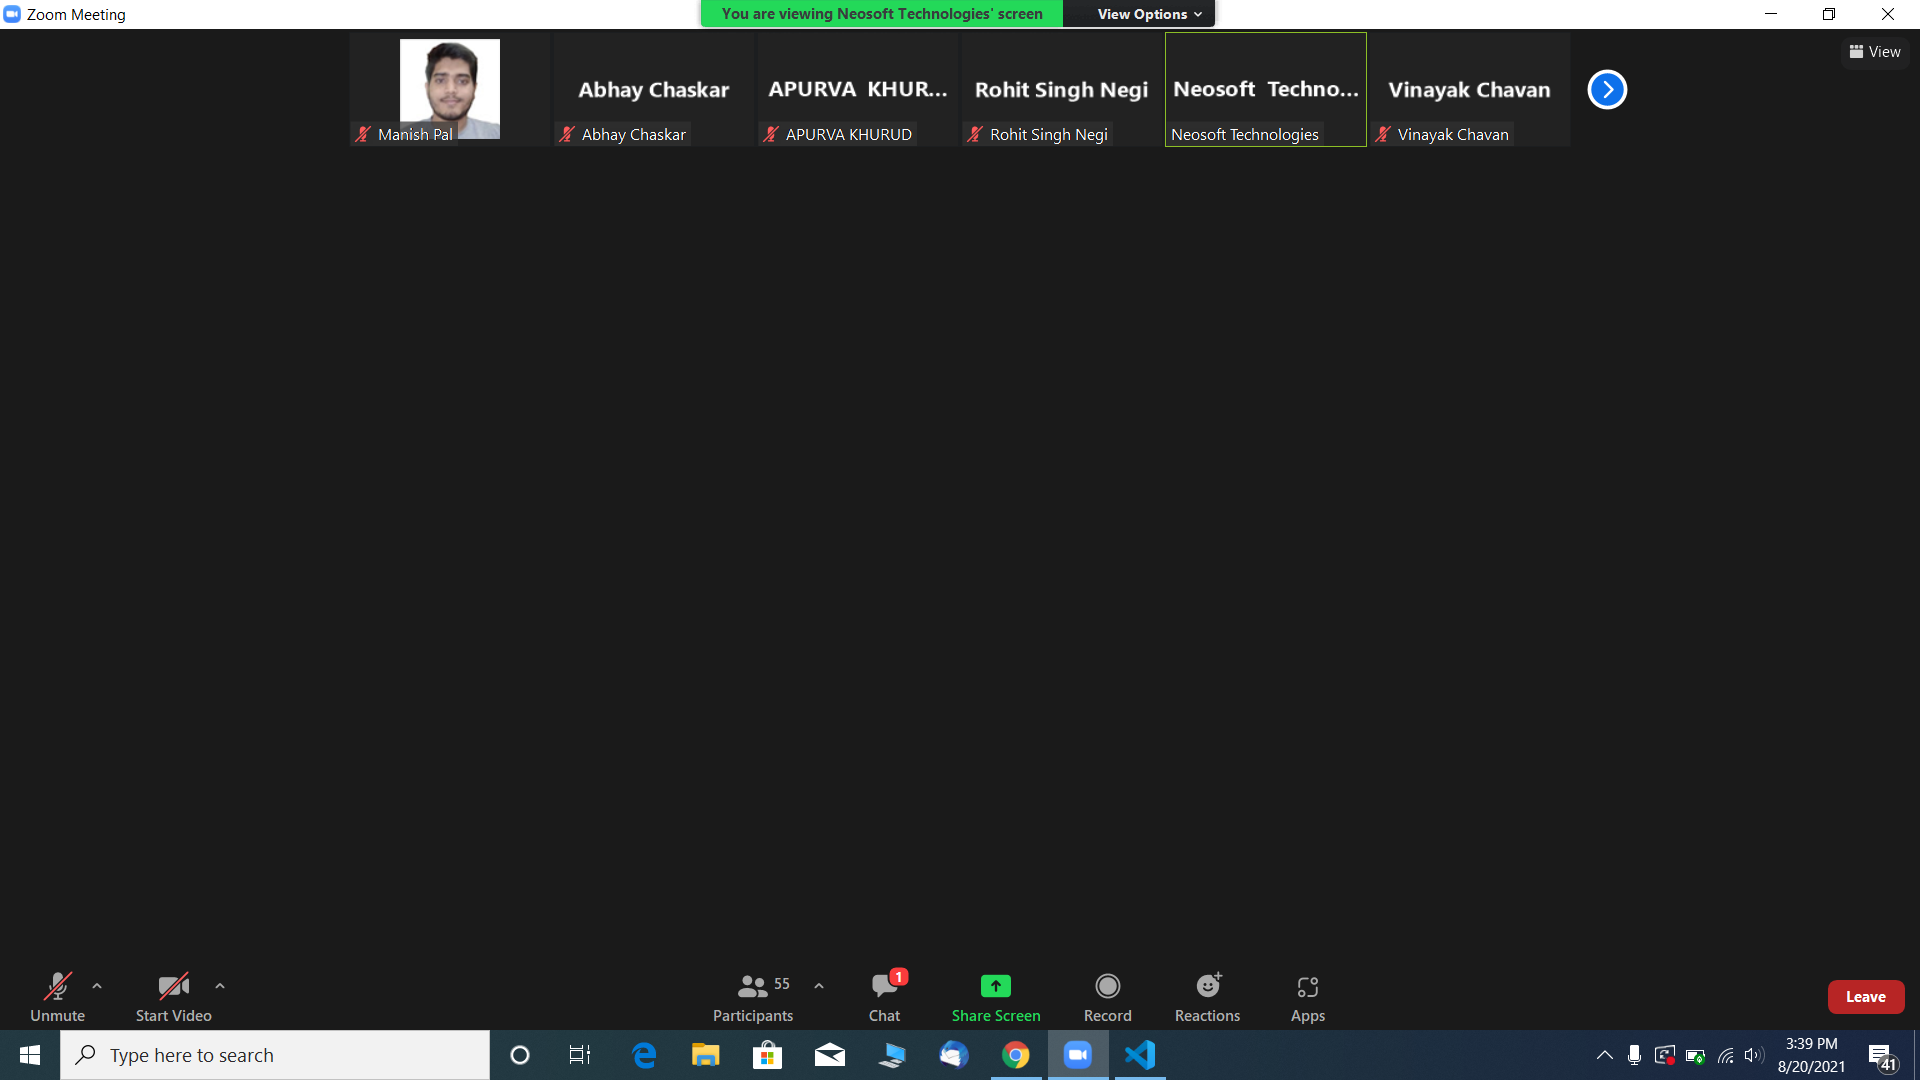 Zoom Meeting
You are viewing Neosoft Technologies' screen
View Options
View
Abhay Chaskar
APURVA KHUR...
Rohit Singh Negi
Neosoft Techno...
Vinayak Chavan
Manish Pal
Abhay Chaskar
APURVA KHURUD
Rohit Singh Negi
Neosoft Technologies
Vinayak Chavan
Unmute
Start Video
55
Participants
1
Chat
Share Screen
Record
Reactions
Apps
Leave
Type here to search
3:39 PM
8/20/2021
41